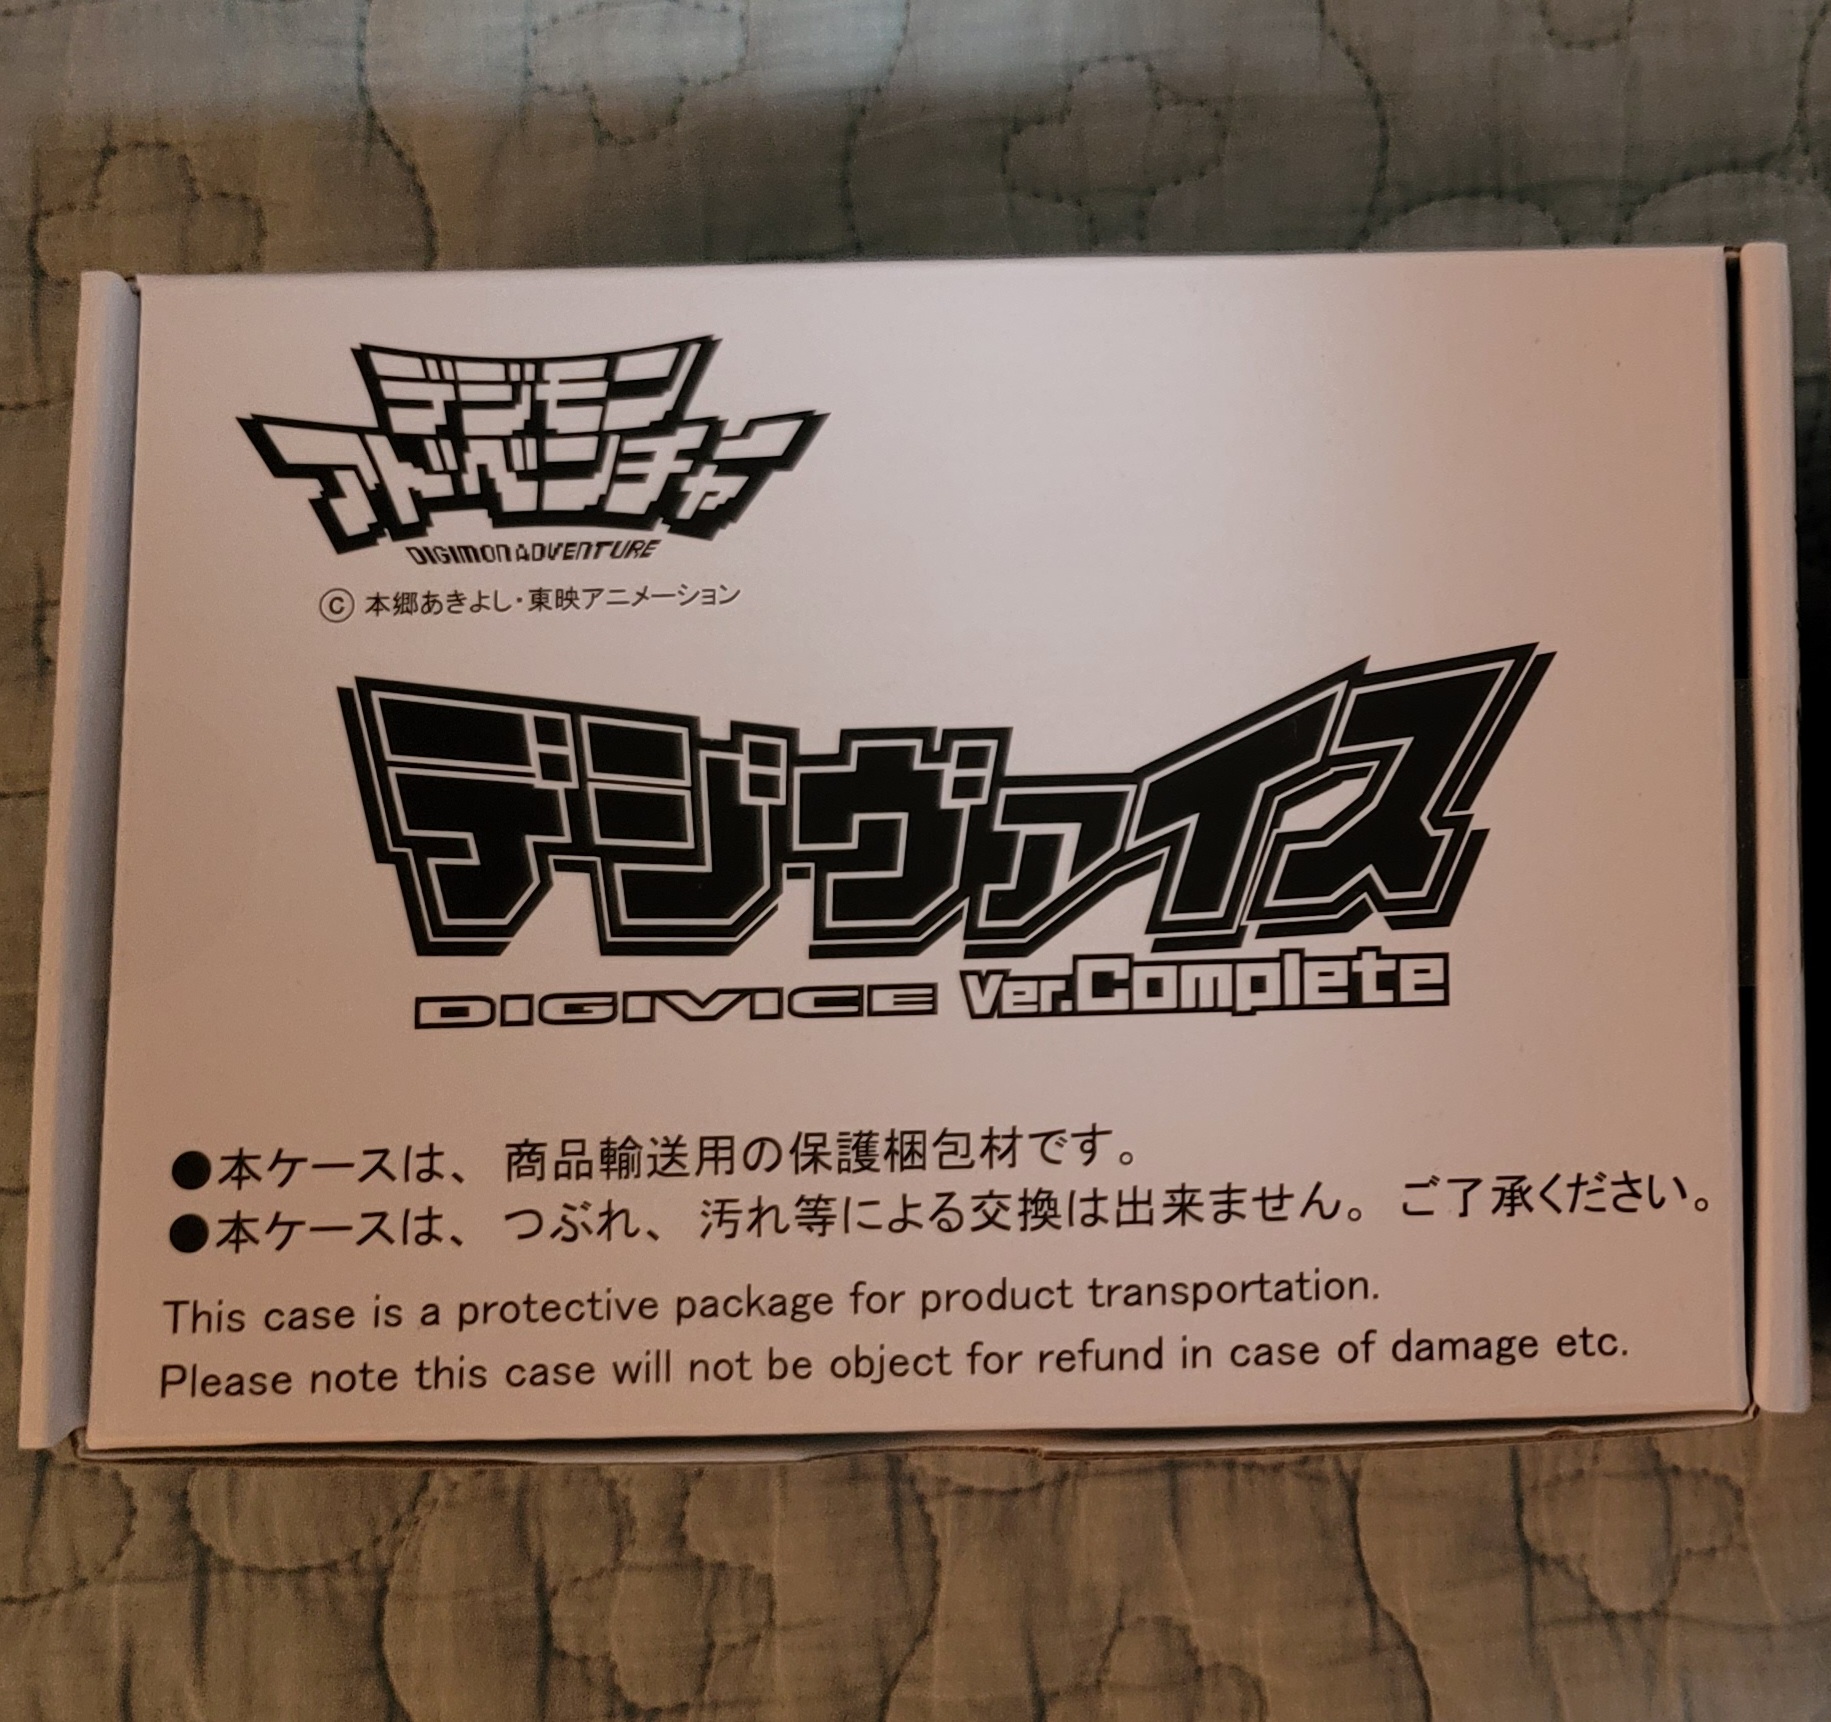 デジモン
アドベンチャー
DIGIMON ADVENTURE
©本郷あきよし・東映アニメーション
デジヴァイス
DIGIVICE Ver.Complete
●本ケースは、商品輸送用の保護梱包材です。
●本ケースは、つぶれ、汚れ等による交換は出来ません。ご了承ください。
This case is a protective package for product transportation.
Please note this case will not be object for refund in case of damage etc.